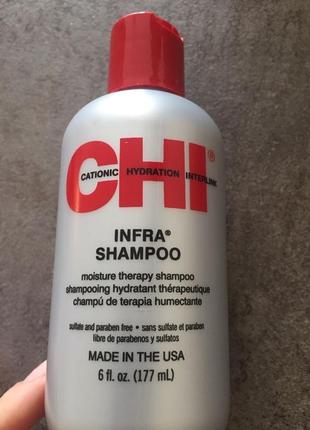 CHI®
CATIONIC HYDRATION INTERLINK
INFRA®
SHAMPOO
moisture therapy shampoo
shampooing hydratant thérapeutique
champú de terapia humectante
sulfate and paraben free • sans sulfate et paraben
libre de parabenos y sulfatos
MADE IN THE USA
6 fl. oz. (177 mL)